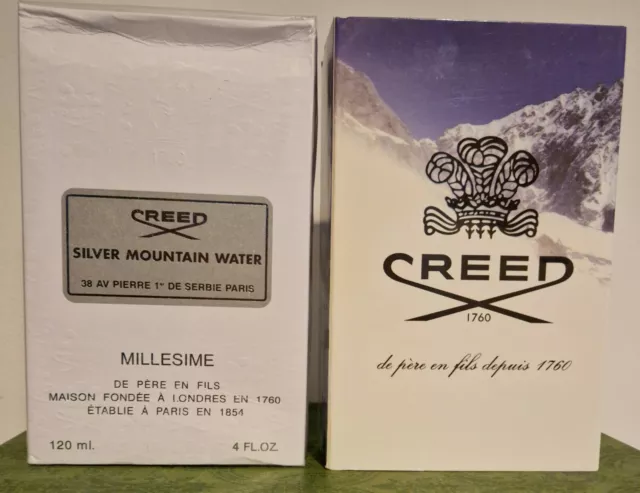 CREED
SILVER MOUNTAIN WATER
38 AV PIERRE 1er DE SERBIE PARIS
MILLESIME
DE PÈRE EN FILS
MAISON FONDÉE À LONDRES EN 1760
ÉTABLIE À PARIS EN 1854
120 ml. 4 FL.OZ.
CREED
1760
de père en fils depuis 1760